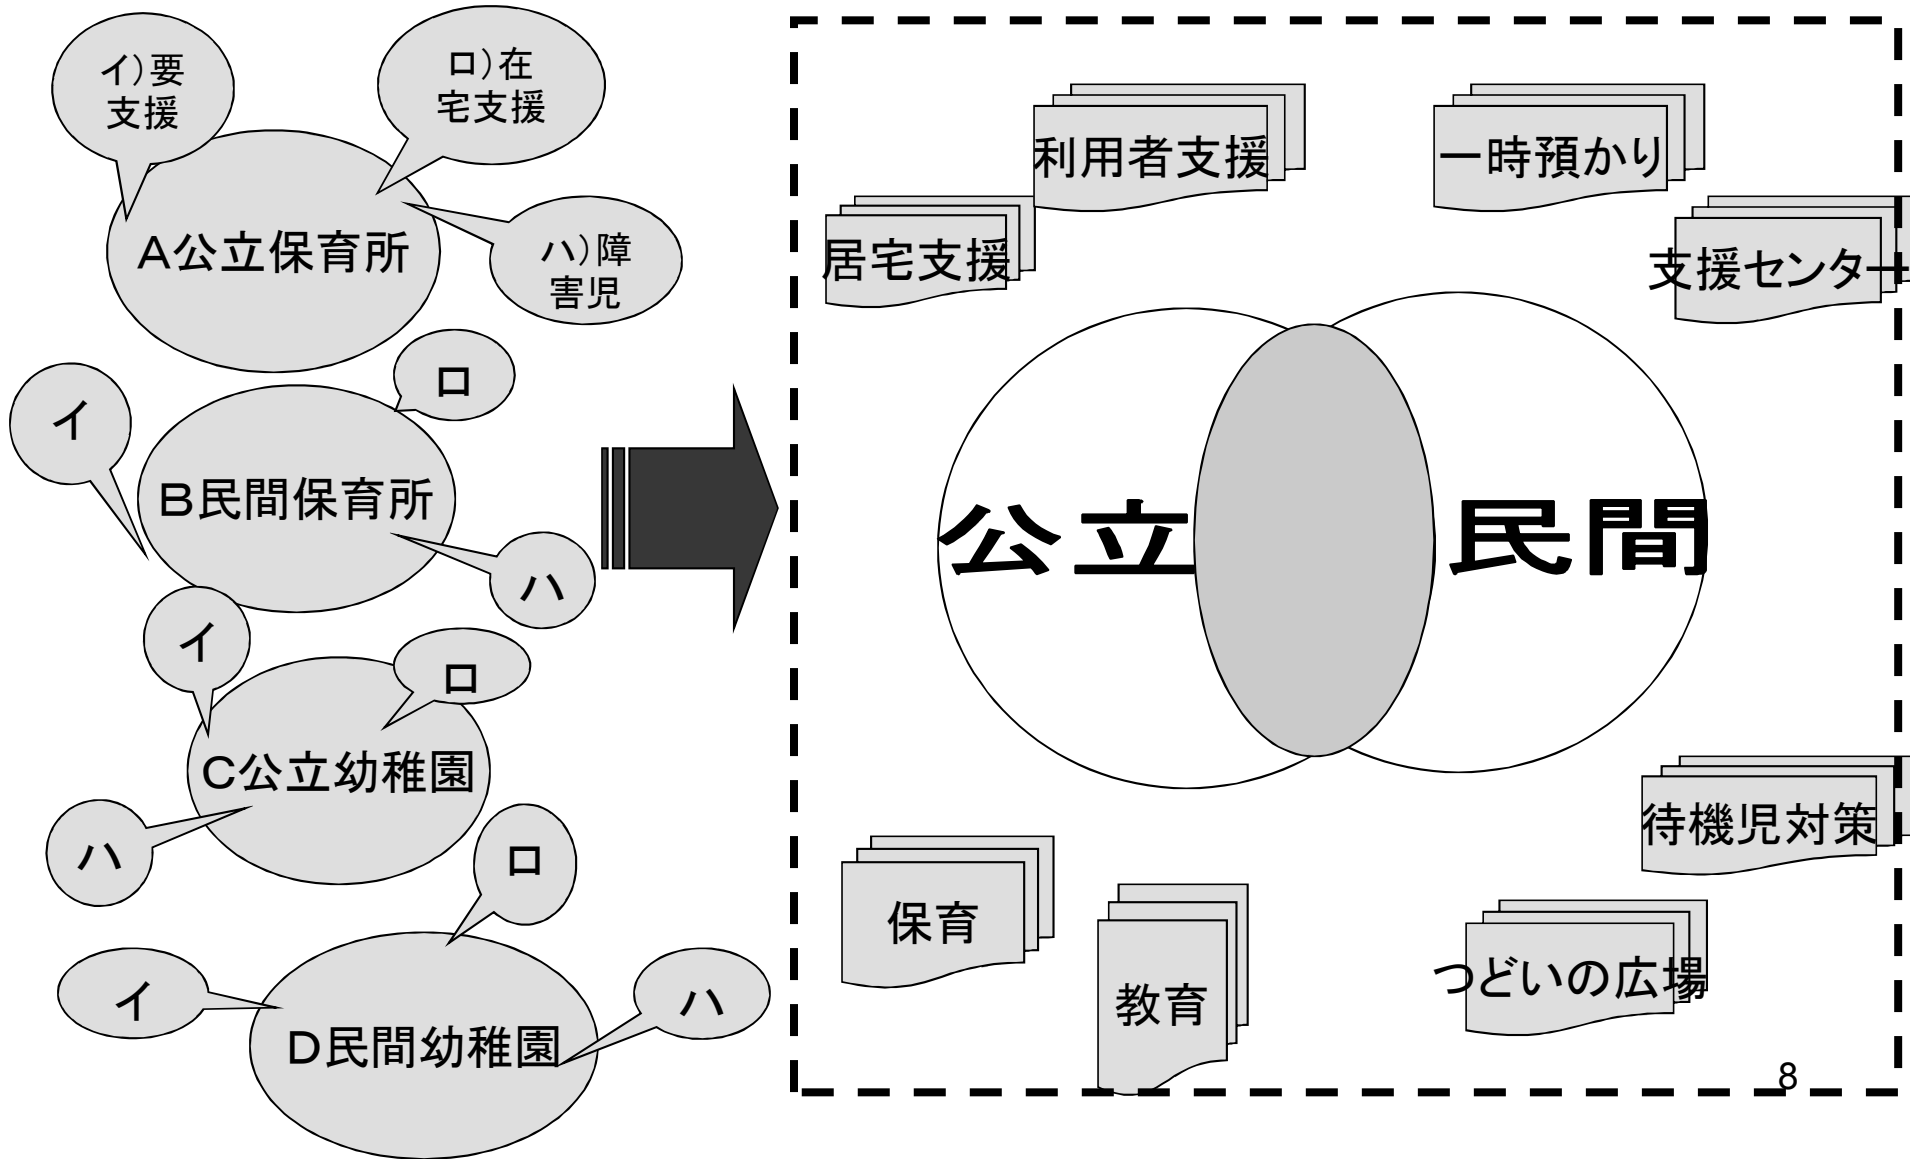 イ）要
支援
ロ）在
宅支援
A公立保育所
ハ）障
害児
ロ
イ
B民間保育所
ハ
イ
ロ
C公立幼稚園
ハ
ロ
イ
ハ
D民間幼稚園
利用者支援
一時預かり
居宅支援
支援センター
公立
民間
待機児対策
保育
教育
つどいの広場
8